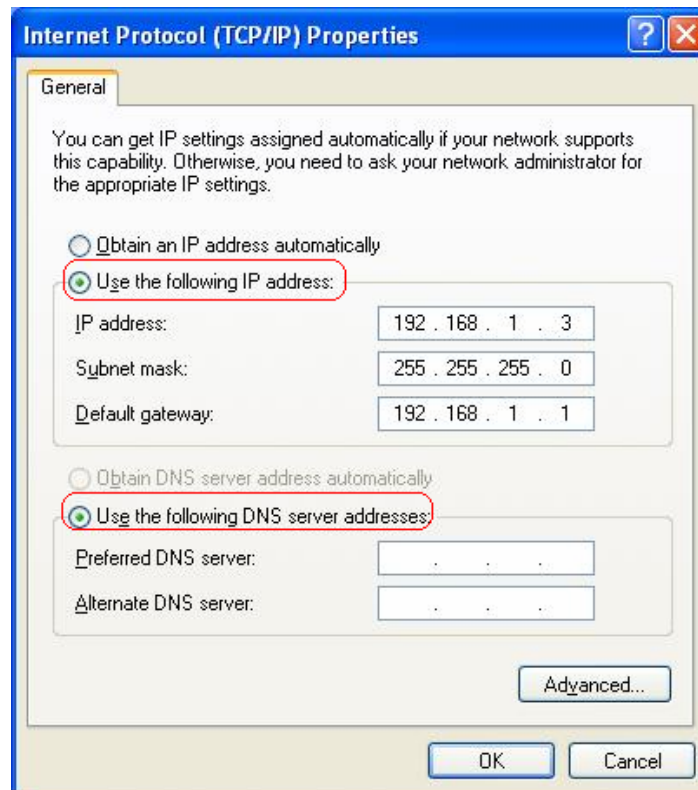 Internet Protocol (TCP/IP) Properties
General
You can get IP settings assigned automatically if your network supports
this capability. Otherwise, you need to ask your network administrator for
the appropriate IP settings.
Obtain an IP address automatically
Use the following IP address:
IP address: 192 . 168 . 1 . 3
Subnet mask: 255 . 255 . 255 . 0
Default gateway: 192 . 168 . 1 . 1
Obtain DNS server address automatically
Use the following DNS server addresses:
Preferred DNS server: . . .
Alternate DNS server: . . .
Advanced...
OK Cancel